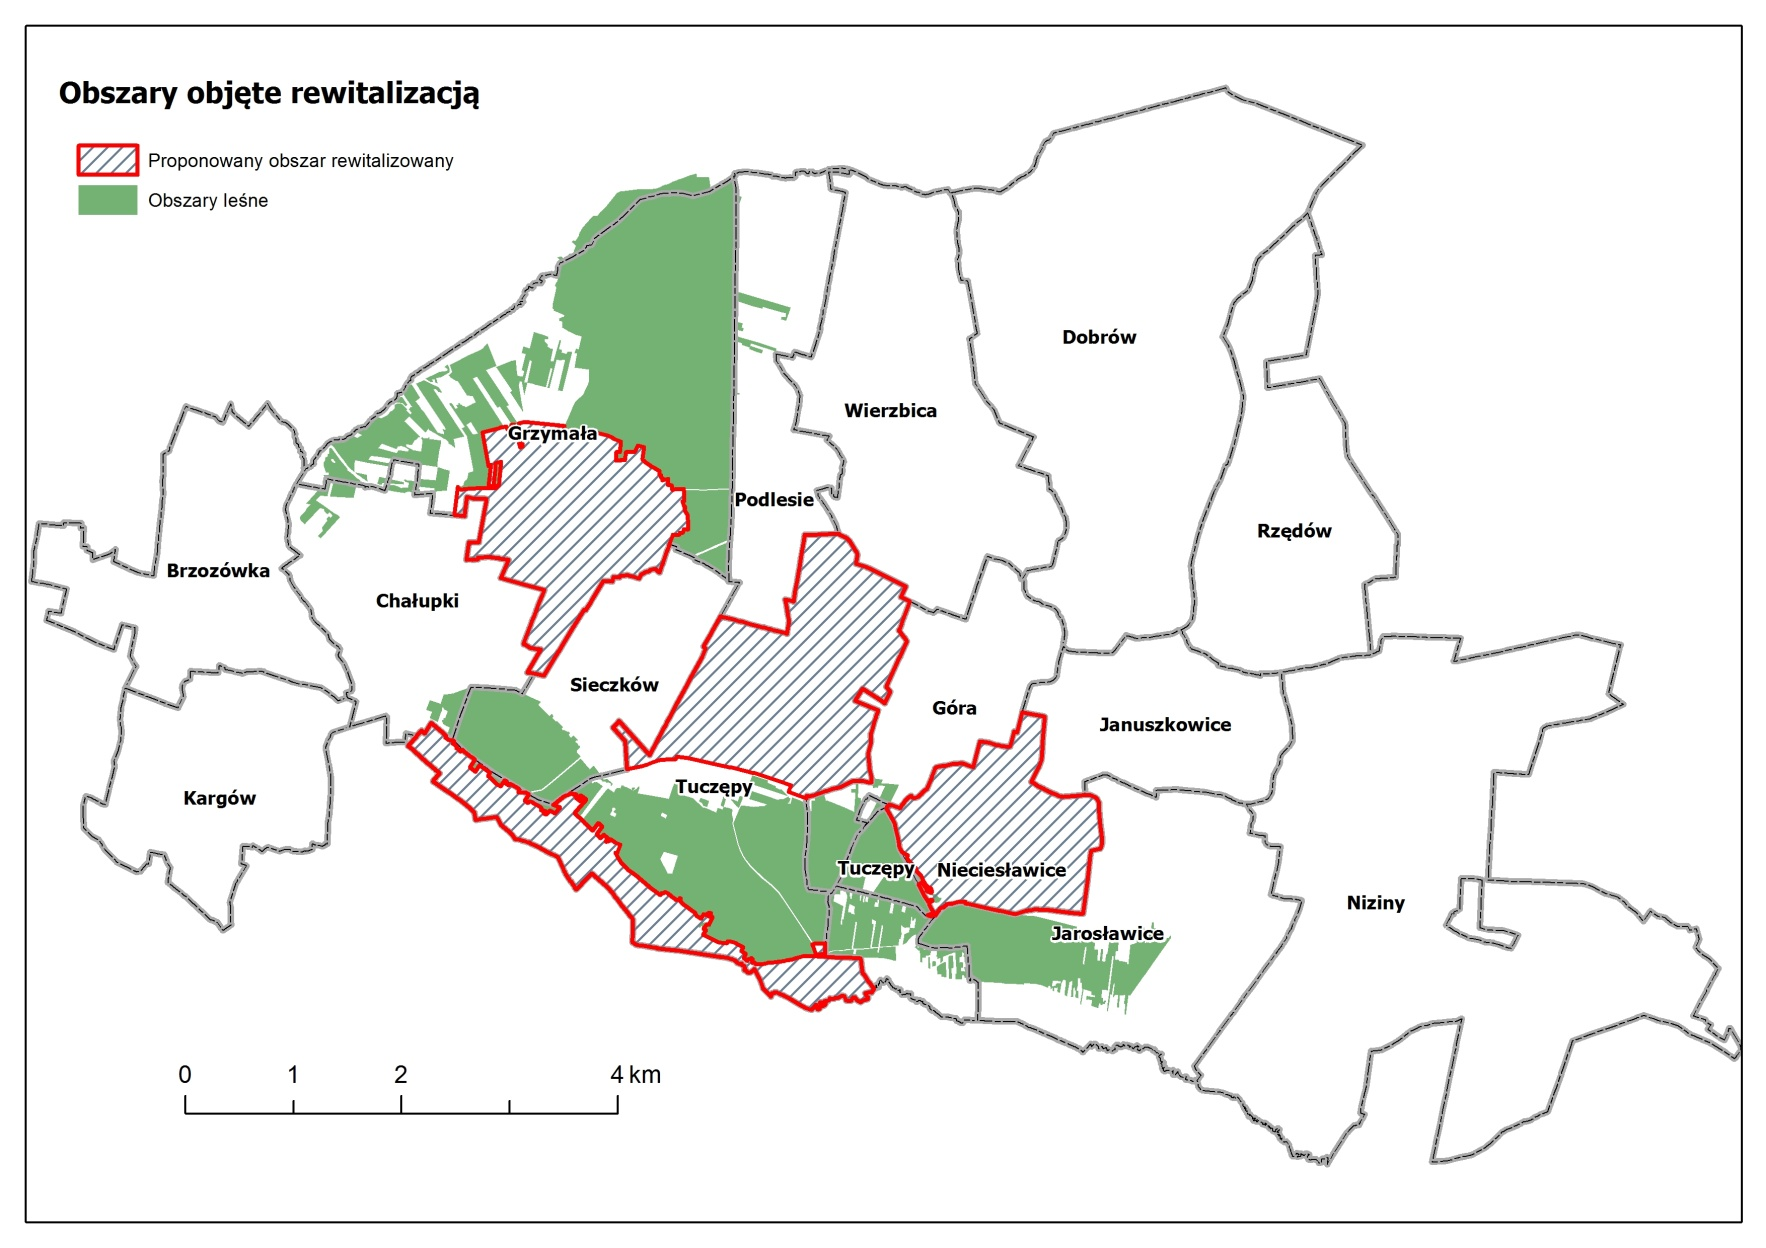 Obszary objęte rewitalizacją
Proponowany obszar rewitalizowany
Obszary leśne
Dobrów
Wierzbica
Grzymała
Podlesie
Rzędów
Brzozówka
Chałupki
Sieczków
Góra
Januszkowice
Tuczępy
Kargów
Tuczępy
Nieciesławice
Niziny
Jarosławice
0 1 2 4 km